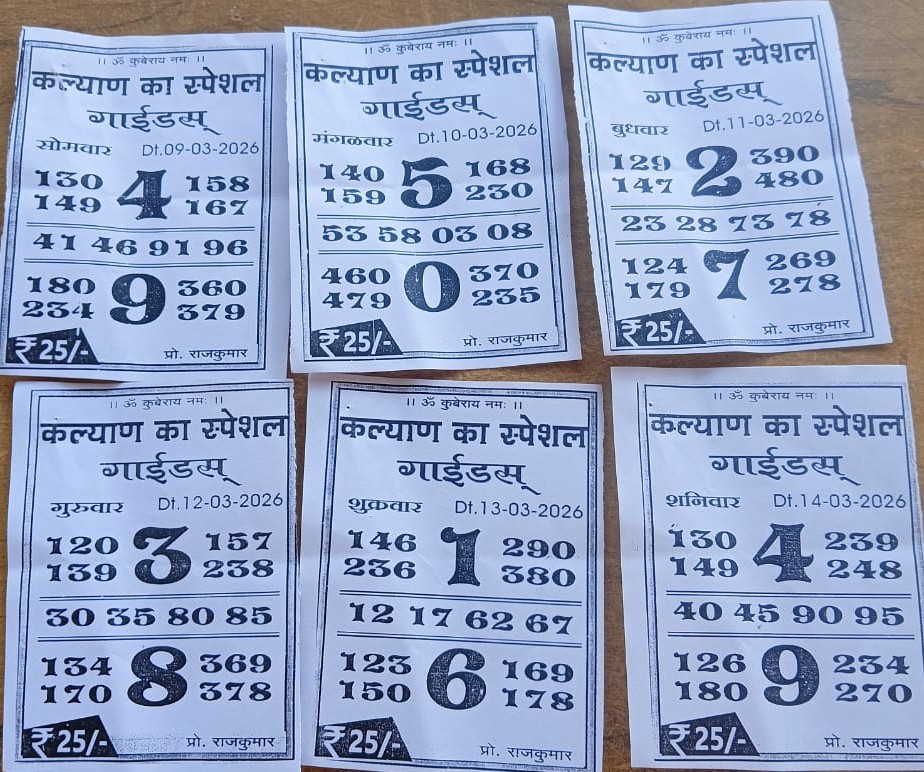 ।। ॐ कुबेराय नमः ।।
कल्याण का स्पेशल
गाईडस्
सोमवार Dt.09-03-2026
130 4 158
149 167
41 46 91 96
180 9 360
234 379
₹ 25/- प्रो. राजकुमार
।। ॐ कुबेराय नमः ।।
कल्याण का स्पेशल
गाईडस्
मंगळवार Dt.10-03-2026
140 5 168
159 230
53 58 03 08
460 0 370
479 235
₹ 25/- प्रो. राजकुमार
।। ॐ कुबेराय नमः ।।
कल्याण का स्पेशल
गाईडस्
बुधवार Dt.11-03-2026
129 2 390
147 480
23 28 73 78
124 7 269
179 278
₹ 25/- प्रो. राजकुमार
।। ॐ कुबेराय नमः ।।
कल्याण का स्पेशल
गाईडस्
गुरुवार Dt.12-03-2026
120 3 157
139 238
30 35 80 85
134 8 369
170 378
₹ 25/- प्रो. राजकुमार
।। ॐ कुबेराय नमः ।।
कल्याण का स्पेशल
गाईडस्
शुक्रवार Dt.13-03-2026
146 1 290
236 380
12 17 62 67
123 6 169
150 178
₹ 25/- प्रो. राजकुमार
।। ॐ कुबेराय नमः ।।
कल्याण का स्पेशल
गाईडस्
शनिवार Dt.14-03-2026
130 4 239
149 248
40 45 90 95
126 9 234
180 270
₹ 25/- प्रो. राजकुमार